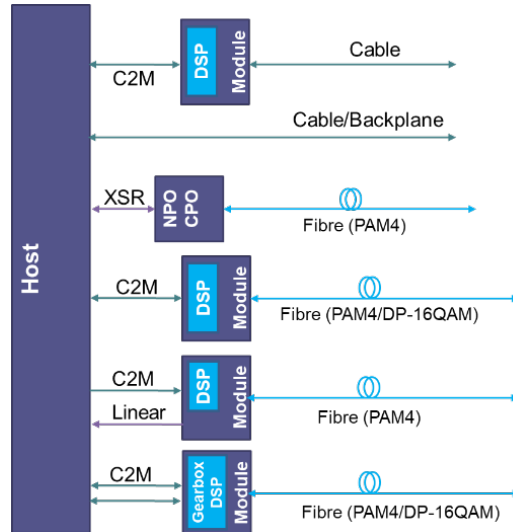 Host
C2M
DSP
Module
Cable
Cable/Backplane
XSR
NPO
CPO
Fibre (PAM4)
C2M
DSP
Module
Fibre (PAM4/DP-16QAM)
C2M
Linear
DSP
Module
Fibre (PAM4)
C2M
Gearbox
DSP
Module
Fibre (PAM4/DP-16QAM)